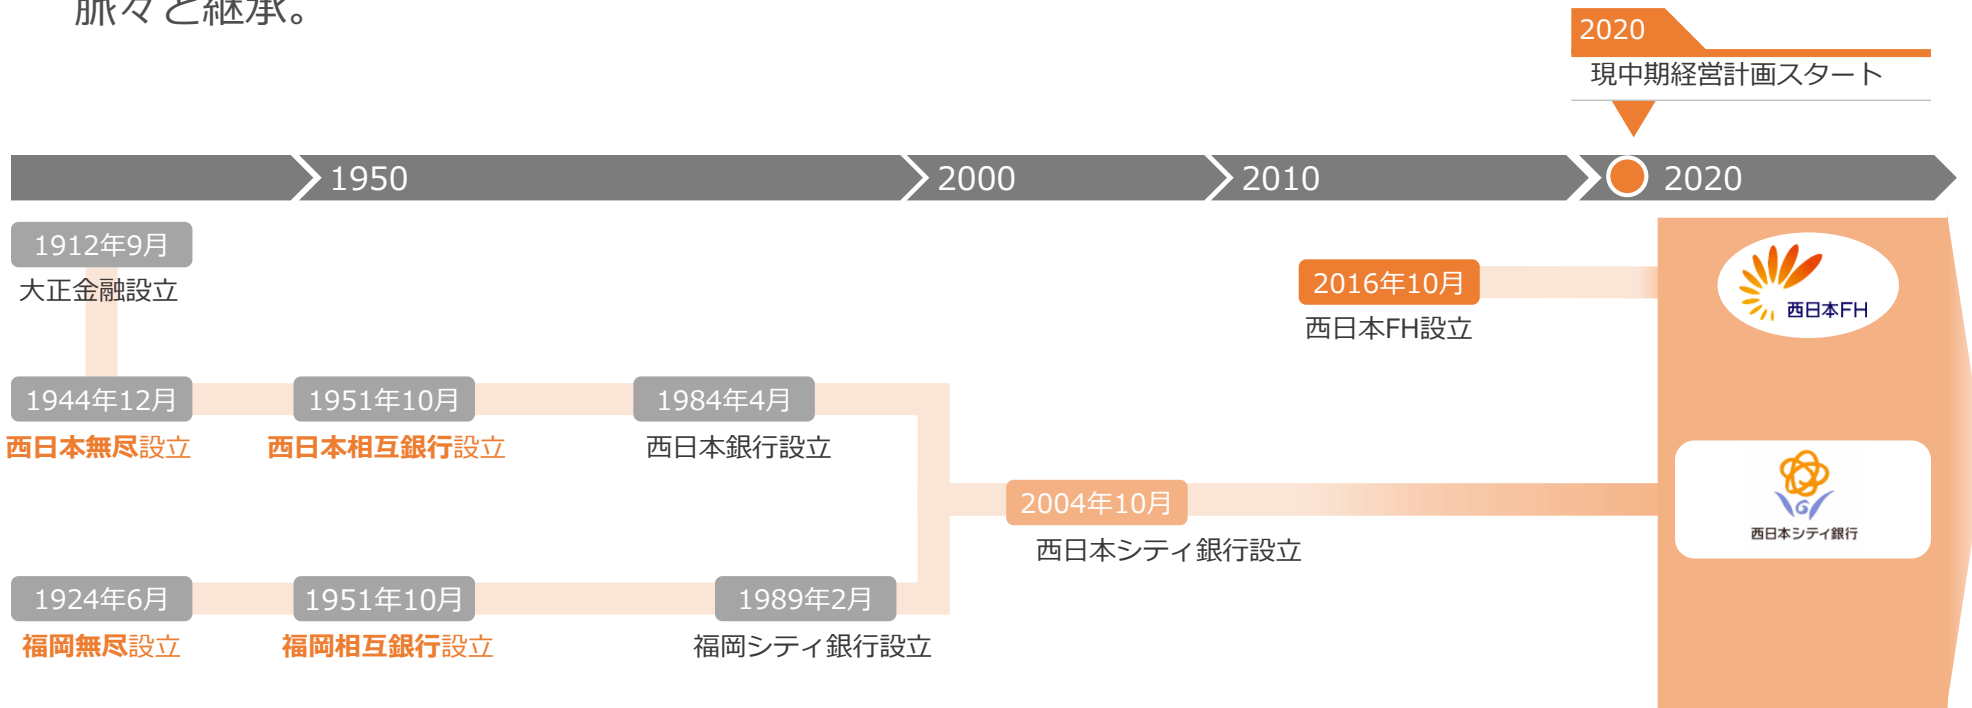 脈々と継承。
2020
現中期経営計画スタート
1950
2000
2010
2020
1912年9月
大正金融設立
2016年10月
西日本FH設立
西日本FH
1944年12月
西日本無尽設立
1951年10月
西日本相互銀行設立
1984年4月
西日本銀行設立
2004年10月
西日本シティ銀行設立
西日本シティ銀行
1924年6月
福岡無尽設立
1951年10月
福岡相互銀行設立
1989年2月
福岡シティ銀行設立